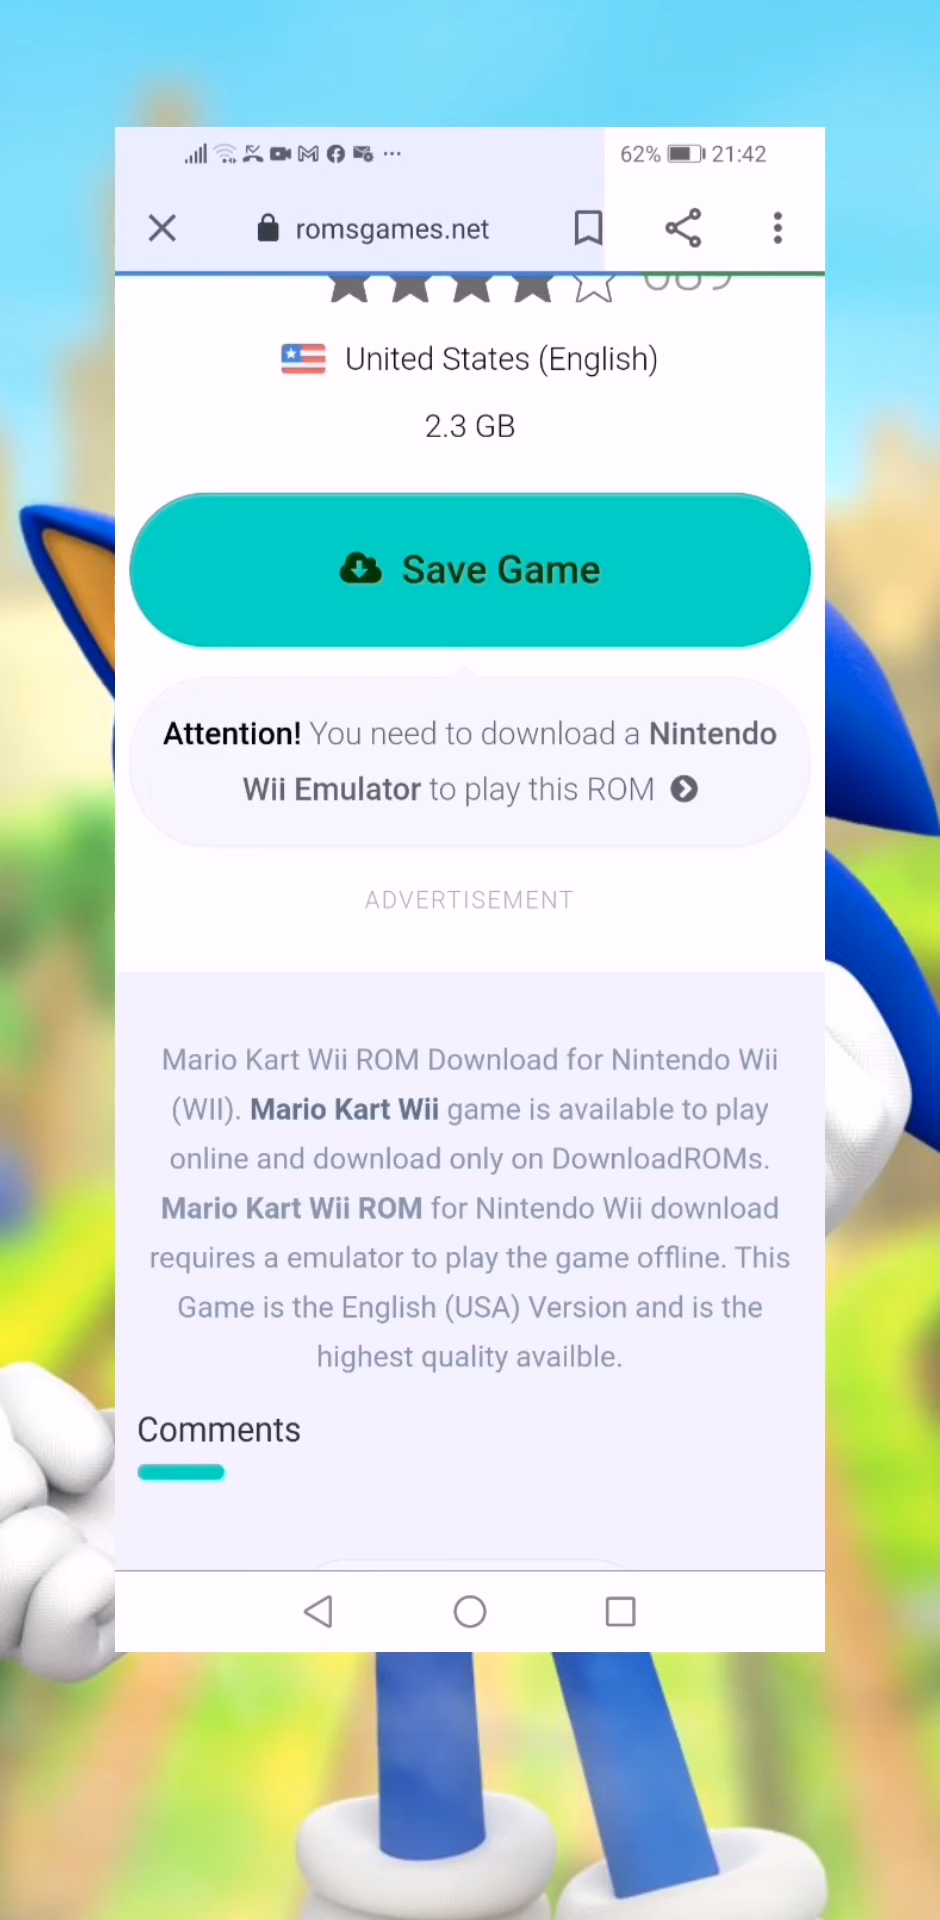 62% 21:42
romsgames.net
United States (English)
2.3 GB
Save Game
Attention! You need to download a Nintendo
Wii Emulator to play this ROM
ADVERTISEMENT
Mario Kart Wii ROM Download for Nintendo Wii
(WII). Mario Kart Wii game is available to play
online and download only on DownloadROMs.
Mario Kart Wii ROM for Nintendo Wii download
requires a emulator to play the game offline. This
Game is the English (USA) Version and is the
highest quality availble.
Comments